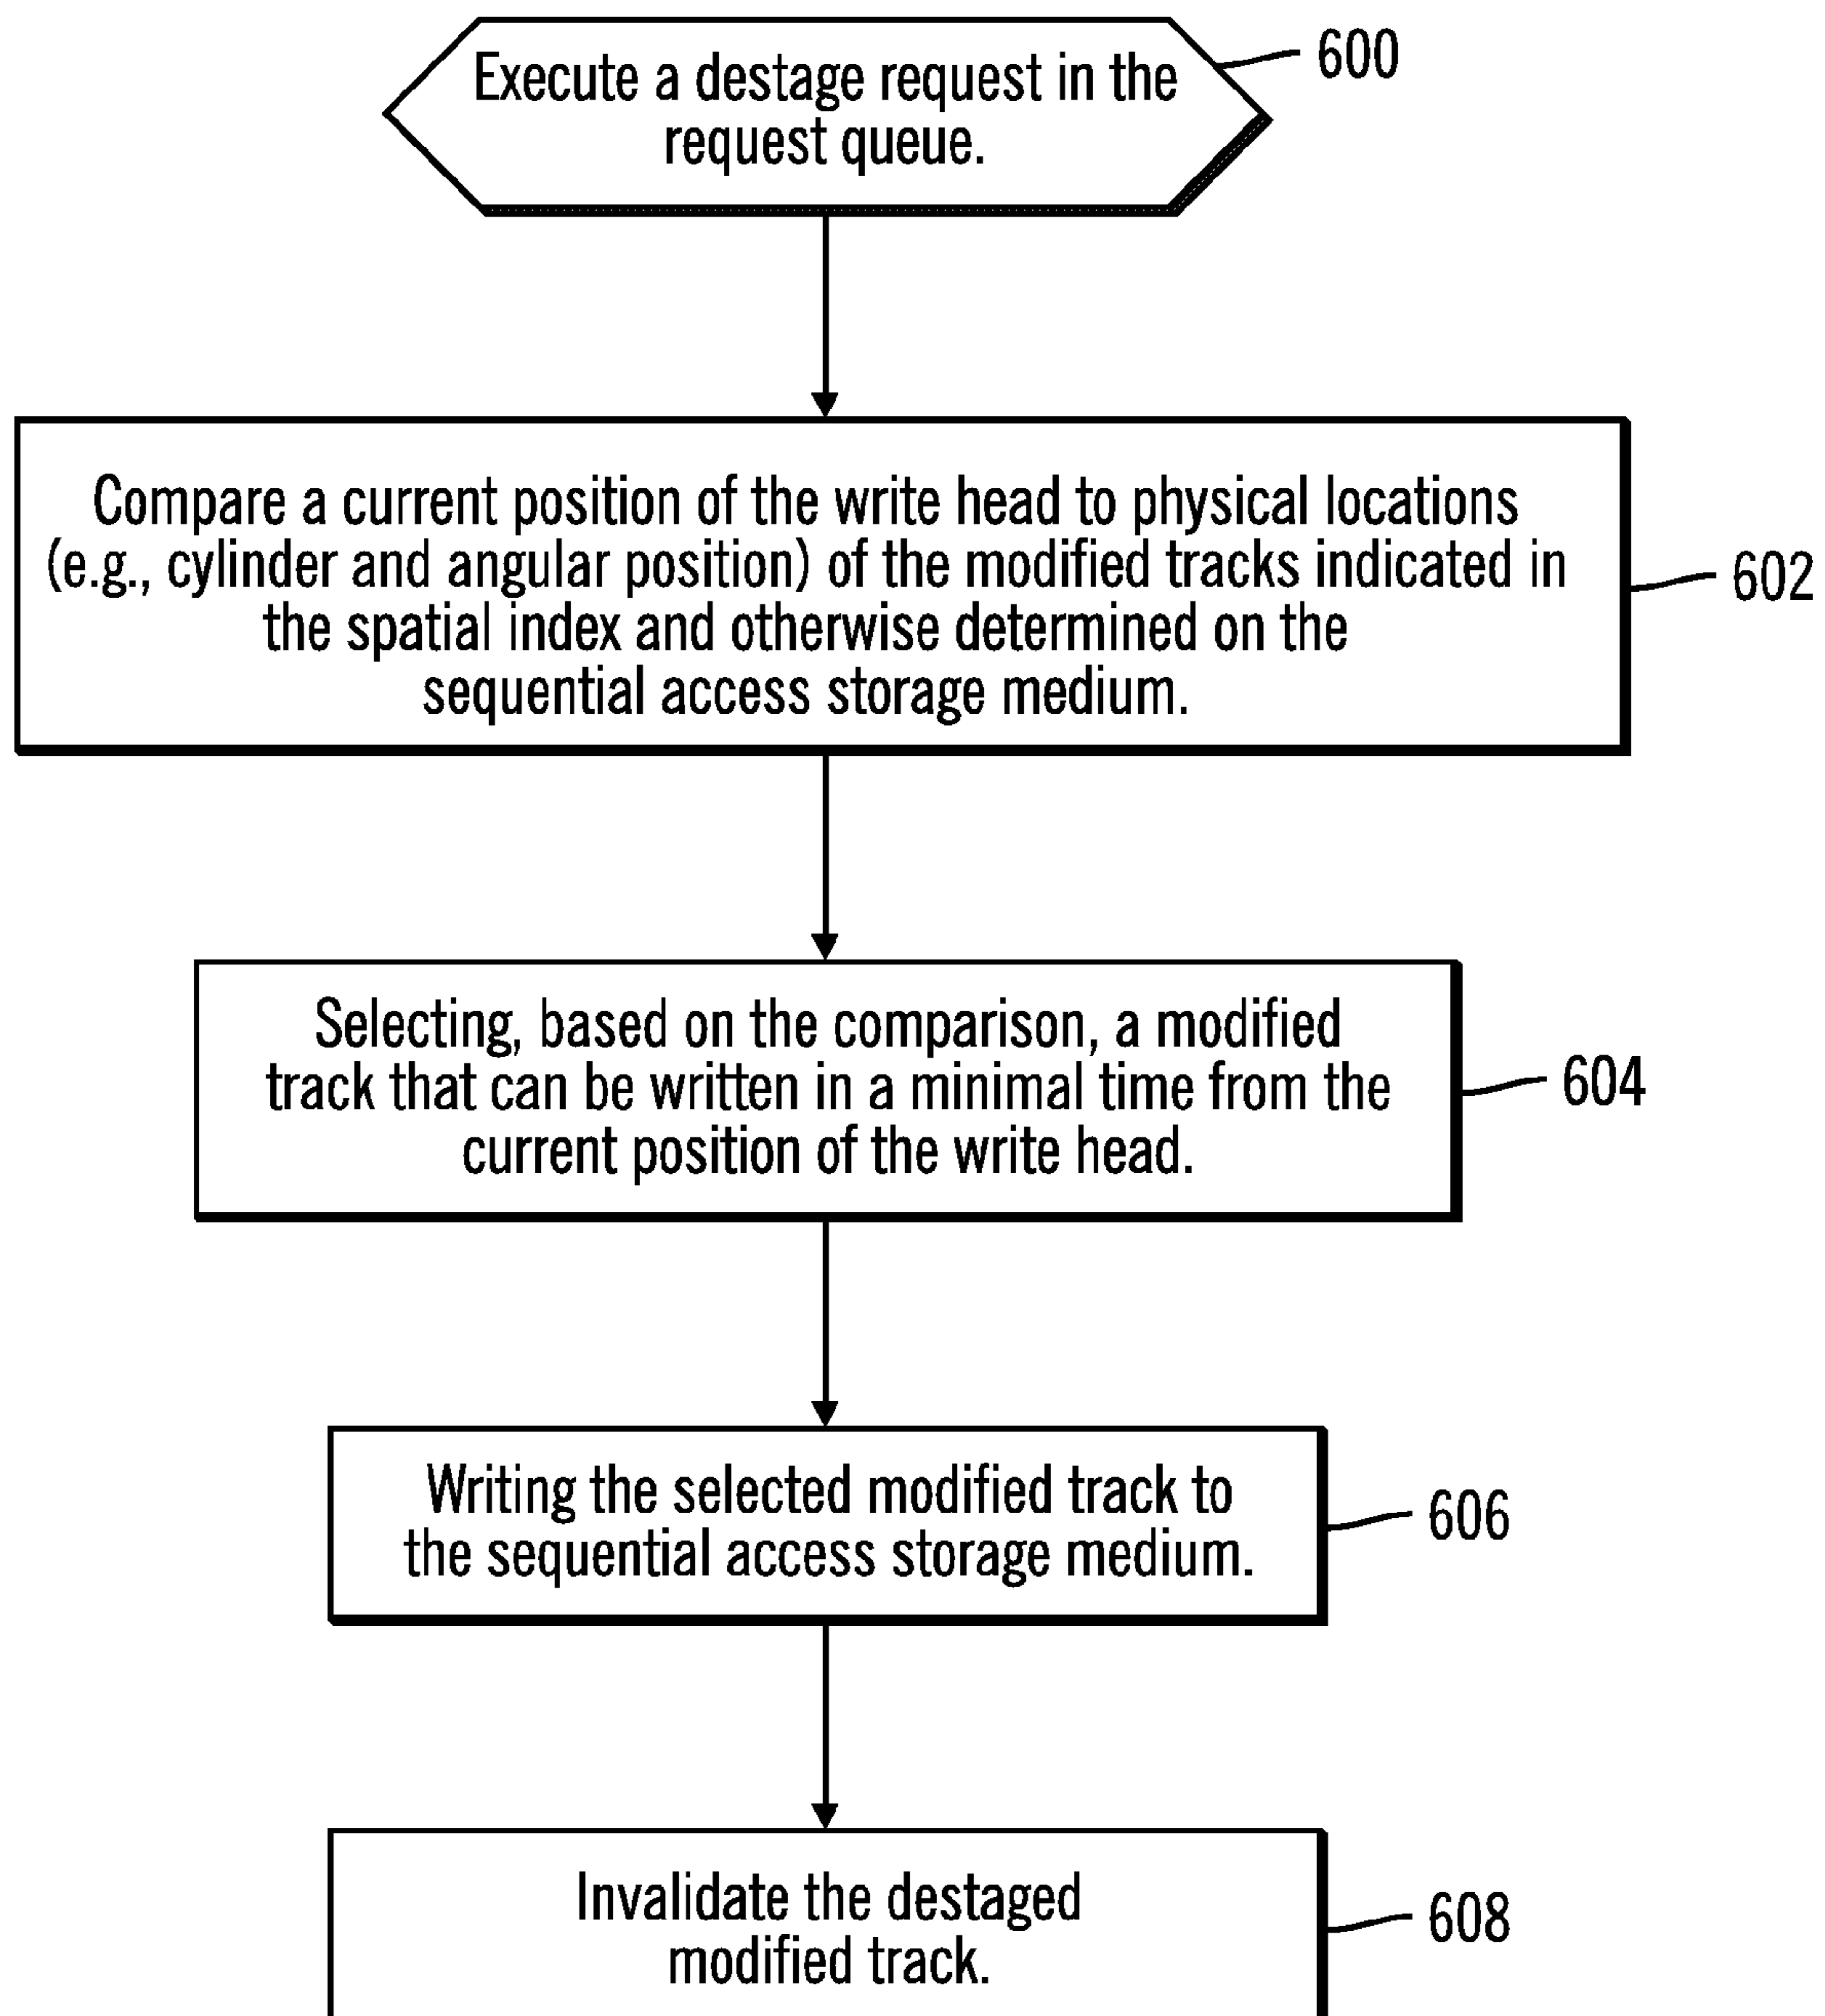 Execute a destage request in the
request queue.
600
Compare a current position of the write head to physical locations
(e.g., cylinder and angular position) of the modified tracks indicated in
the spatial index and otherwise determined on the
sequential access storage medium.
602
Selecting, based on the comparison, a modified
track that can be written in a minimal time from the
current position of the write head.
604
Writing the selected modified track to
the sequential access storage medium.
606
Invalidate the destaged
modified track.
608